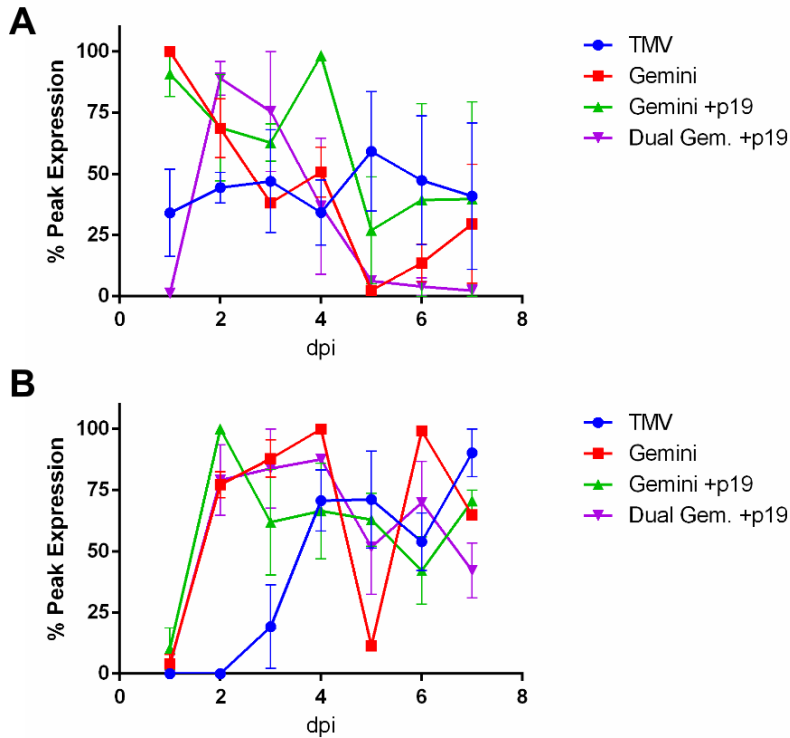 A
% Peak Expression
100
75
50
25
0
0 2 4 6 8
dpi
TMV
Gemini
Gemini +p19
Dual Gem. +p19
B
% Peak Expression
100
75
50
25
0
0 2 4 6 8
dpi
TMV
Gemini
Gemini +p19
Dual Gem. +p19